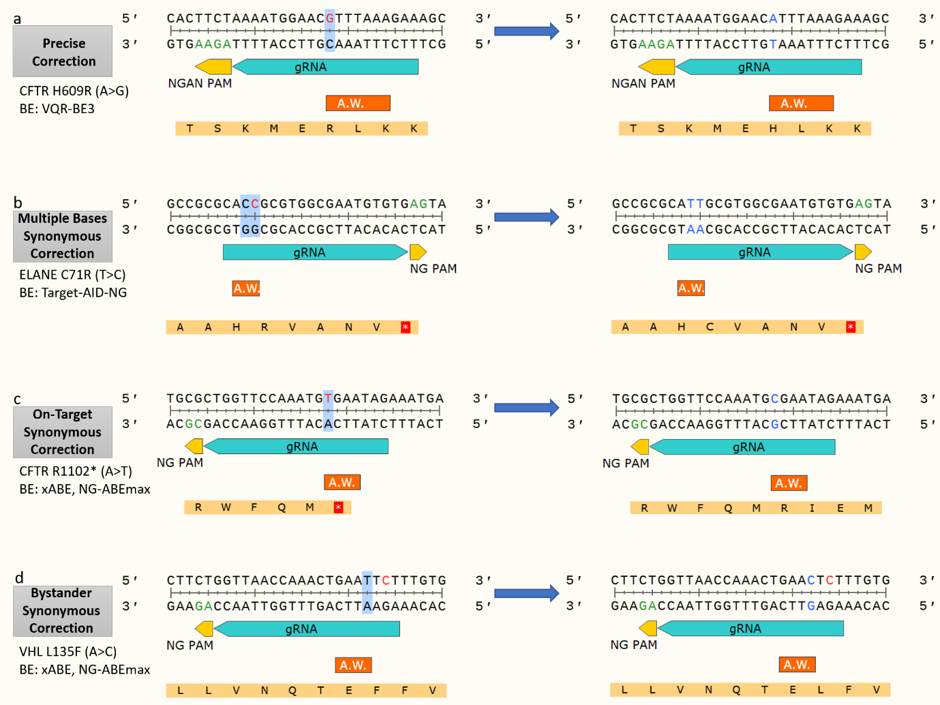 a
Precise
Correction
CFTR H609R (A>G)
BE: VQR-BE3
5' CACTTCTAAAATGGAACGTTTAAAGAAAGC 3'
3' GTGAAGATTTTACCTTGCAAATTTCTTTCG 5'
gRNA
NGAN PAM
A.W.
T S K M E R L K K
5' CACTTCTAAAATGGAACATTTAAAGAAAGC 3'
3' GTGAAGATTTTACCTTGTAAATTTCTTTCG 5'
gRNA
NGAN PAM
A.W.
T S K M E H L K K
b
Multiple Bases
Synonymous
Correction
ELANE C71R (T>C)
BE: Target-AID-NG
5' GCCGCGCACCGCGTGGCGAATGTGTGAGTA 3'
3' CGGCGCGTGGCGCACCGCTTACACACTCAT 5'
gRNA
NG PAM
A.W.
A A H R V A N V *
5' GCCGCGCATTGCGTGGCGAATGTGTGAGTA 3'
3' CGGCGCGTAACGCACCGCTTACACACTCAT 5'
gRNA
NG PAM
A.W.
A A H C V A N V *
c
On-Target
Synonymous
Correction
CFTR R1102* (A>T)
BE: xABE, NG-ABEmax
5' TGCGCTGGTTCCAAATGTGAATAGAAATGA 3'
3' ACGCGACCAAGGTTTACACTTATCTTTACT 5'
gRNA
NG PAM
A.W.
R W F Q M *
5' TGCGCTGGTTCCAAATGCGAATAGAAATGA 3'
3' ACGCGACCAAGGTTTACGCTTATCTTTACT 5'
gRNA
NG PAM
A.W.
R W F Q M R I E M
d
Bystander
Synonymous
Correction
VHL L135F (A>C)
BE: xABE, NG-ABEmax
5' CTTCTGGTTAACCAAACTGAATTCTTTGTG 3'
3' GAAGACCAATTGGTTTGACTTAAGAAACAC 5'
gRNA
NG PAM
A.W.
L L V N Q T E F F V
5' CTTCTGGTTAACCAAACTGAACTCTTTGTG 3'
3' GAAGACCAATTGGTTTGACTTGAGAAACAC 5'
gRNA
NG PAM
A.W.
L L V N Q T E L F V